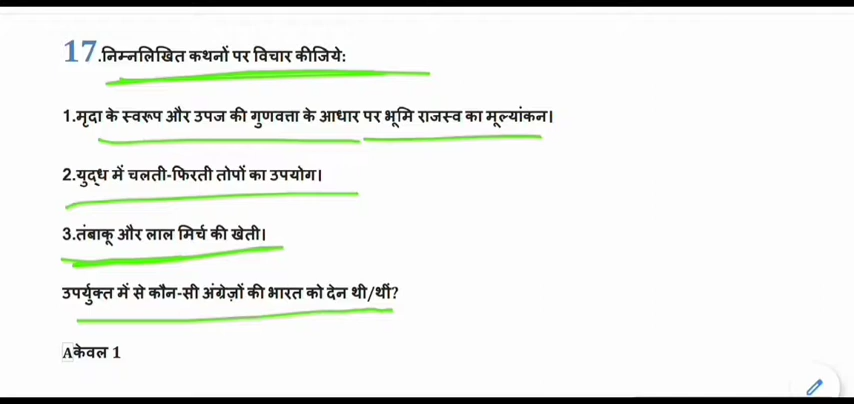 17.निम्नलिखित कथनों पर विचार कीजिये:
1.मृदा के स्वरूप और उपज की गुणवत्ता के आधार पर भूमि राजस्व का मूल्यांकन।
2.युद्ध में चलती-फिरती तोपों का उपयोग।
3.तंबाकू और लाल मिर्च की खेती।
उपर्युक्त में से कौन-सी अंग्रेज़ों की भारत को देन थी/थीं?
Aकेवल 1